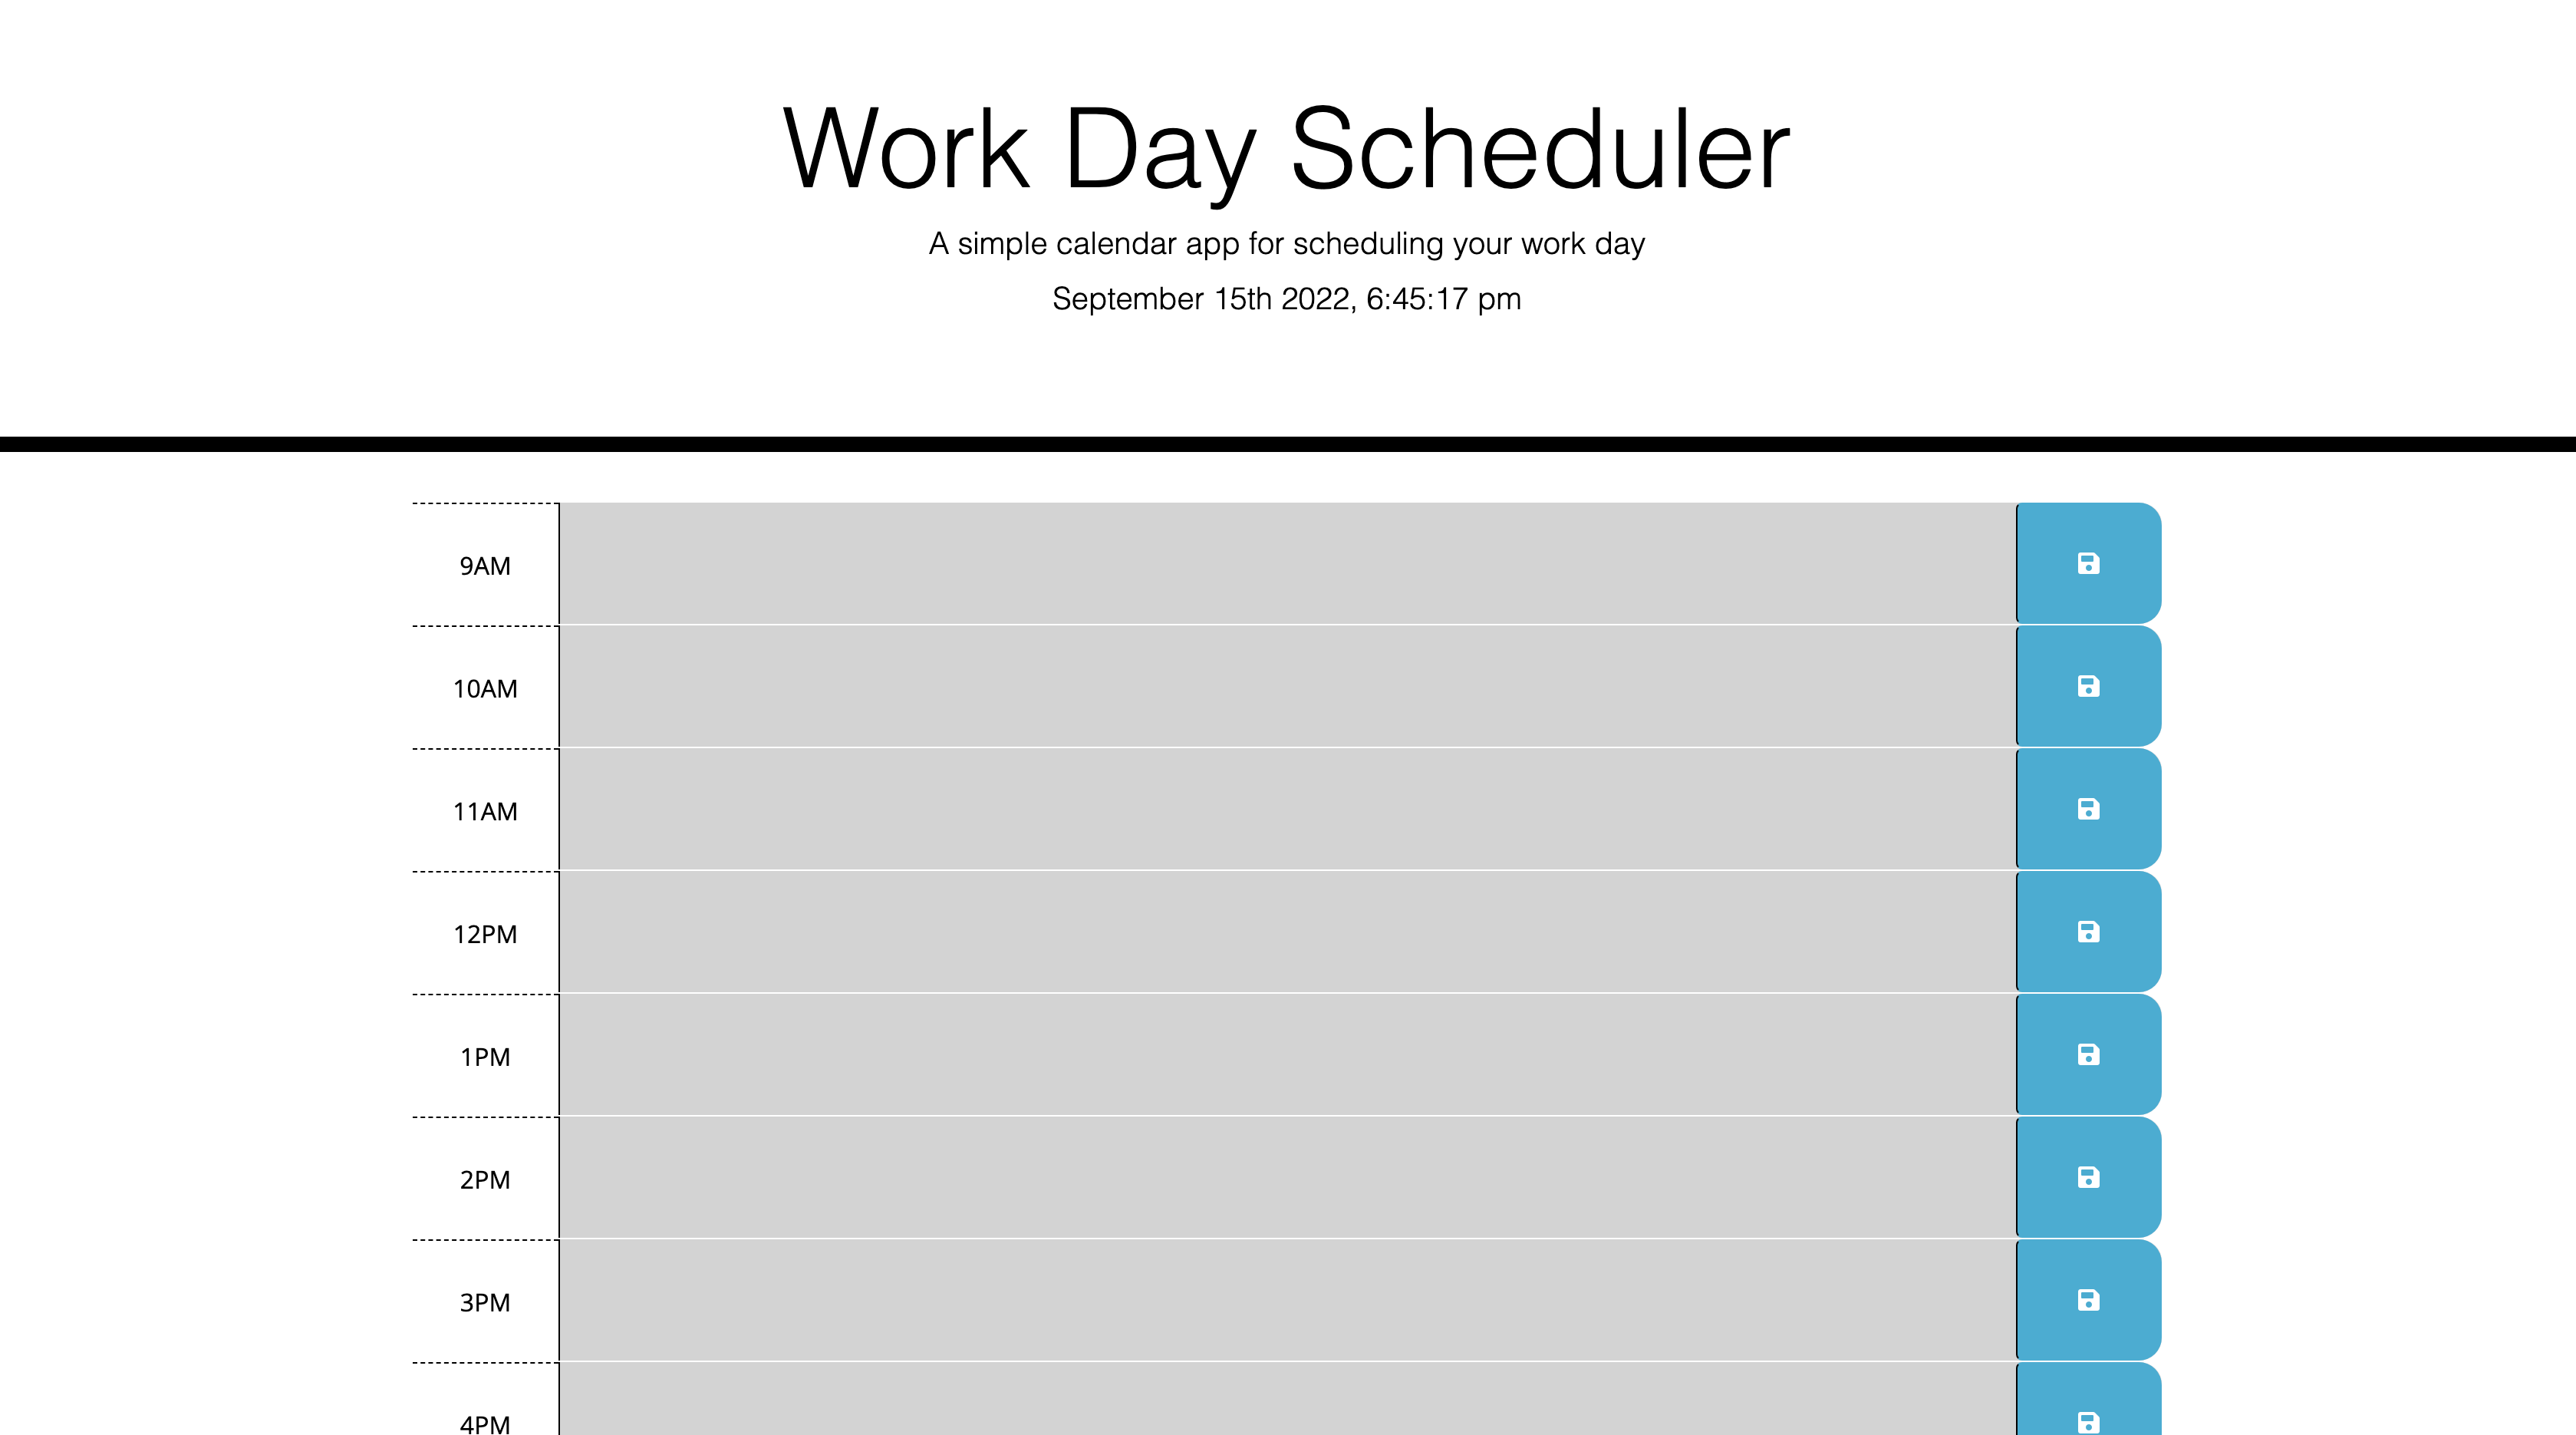 Work Day Scheduler
A simple calendar app for scheduling your work day
September 15th 2022, 6:45:17 pm
9AM
10AM
11AM
12PM
1PM
2PM
3PM
4PM